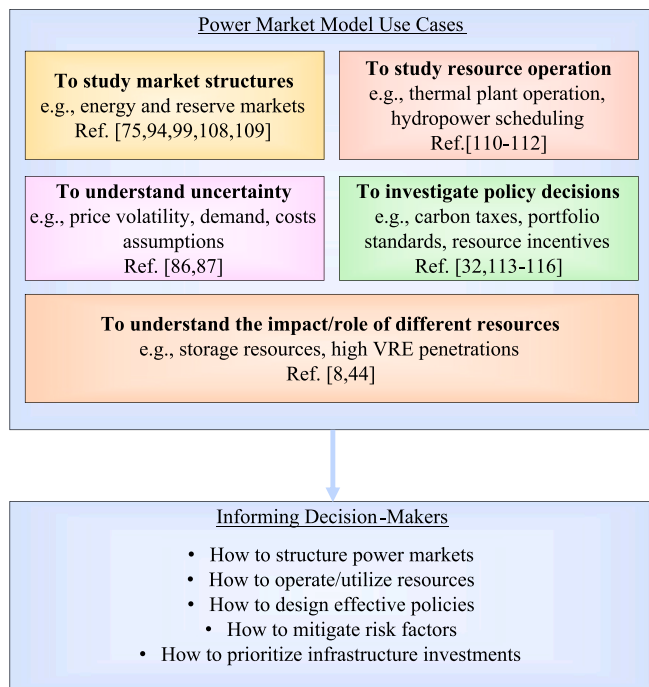 Power Market Model Use Cases
To study market structures
e.g., energy and reserve markets
Ref. [75,94,99,108,109]
To study resource operation
e.g., thermal plant operation,
hydropower scheduling
Ref.[110-112]
To understand uncertainty
e.g., price volatility, demand, costs
assumptions
Ref. [86,87]
To investigate policy decisions
e.g., carbon taxes, portfolio
standards, resource incentives
Ref. [32,113-116]
To understand the impact/role of different resources
e.g., storage resources, high VRE penetrations
Ref. [8,44]
Informing Decision-Makers
• How to structure power markets
• How to operate/utilize resources
• How to design effective policies
• How to mitigate risk factors
• How to prioritize infrastructure investments